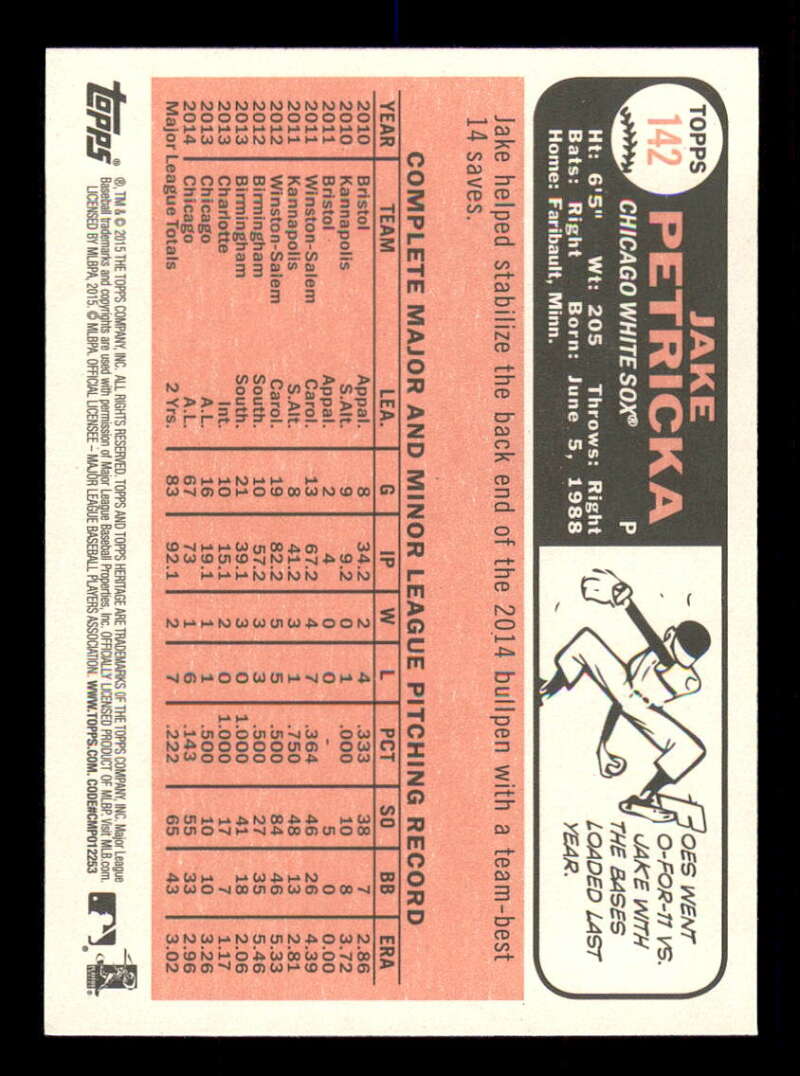 TOPPS
142
JAKE
PETRICKA
CHICAGO WHITE SOX® P
Ht: 6'5" Wt: 205 Throws: Right
Bats: Right Born: June 5, 1988
Home: Faribault, Minn.
FOES WENT
O-FOR-11 VS.
JAKE WITH
THE BASES
LOADED LAST
YEAR.
Jake helped stabilize the back end of the 2014 bullpen with a team-best
14 saves.
COMPLETE MAJOR AND MINOR LEAGUE PITCHING RECORD
YEAR TEAM LEA. G IP W L PCT SO BB ERA
2010 Bristol Appal. 8 34.2 2 4 .333 38 7 2.86
2010 Kannapolis S.Atl. 9 9.2 0 1 .000 10 8 3.72
2011 Bristol Appal. 2 4 0 0 - 5 0 0.00
2011 Winston-Salem Carol. 13 67.2 4 7 .364 46 26 4.39
2011 Kannapolis S.Atl. 8 41.2 3 1 .750 48 13 2.81
2012 Winston-Salem Carol. 19 82.2 5 5 .500 84 46 5.33
2012 Birmingham South. 10 57.2 3 3 .500 27 35 5.46
2013 Birmingham South. 21 39.1 3 0 1.000 41 18 2.06
2013 Charlotte Int. 10 15.1 2 0 1.000 17 7 1.17
2013 Chicago A.L. 16 19.1 1 1 .500 10 10 3.26
2014 Chicago A.L. 67 73 1 6 .143 55 33 2.96
Major League Totals 2 Yrs. 83 92.1 2 7 .222 65 43 3.02
topps®
®, TM & © 2015 THE TOPPS COMPANY, INC. ALL RIGHTS RESERVED. TOPPS AND TOPPS HERITAGE ARE TRADEMARKS OF THE TOPPS COMPANY, INC. Major League
Baseball trademarks and copyrights are used with permission of Major League Baseball Properties, Inc. OFFICIALLY LICENSED PRODUCT OF MLBP. Visit MLB.com.
LICENSED BY MLBPA, 2015. © MLBPA. OFFICIAL LICENSEE – MAJOR LEAGUE BASEBALL PLAYERS ASSOCIATION. WWW.TOPPS.COM. CODE#CMP012253